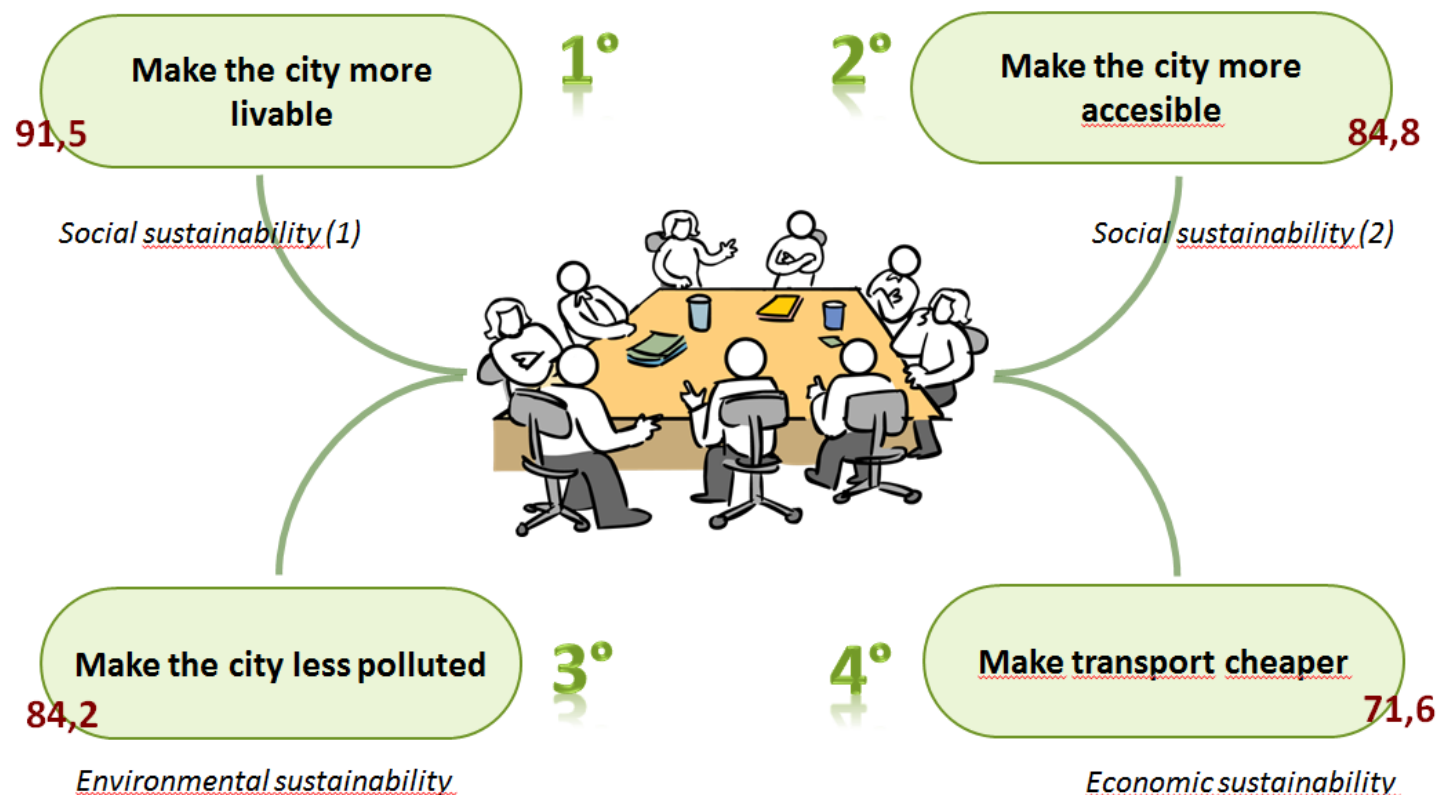 Make the city more
livable
91,5
1°
Social sustainability (1)
2°
Make the city more
accesible
84,8
Social sustainability (2)
Make the city less polluted
84,2
3°
Environmental sustainability
4°
Make transport cheaper
71,6
Economic sustainability